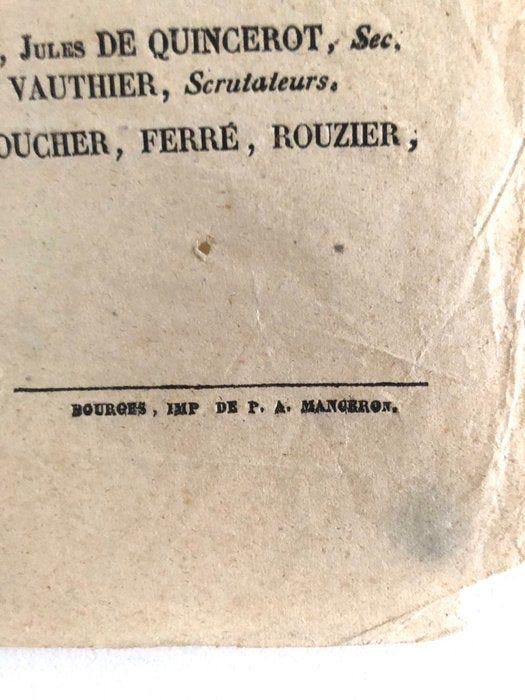 , JULES DE QUINCEROT, Sec.
VAUTHIER, Scrutateurs.
OUCHER, FERRÉ, ROUZIER,
BOURGES, IMP DE P. A. MANCERON.